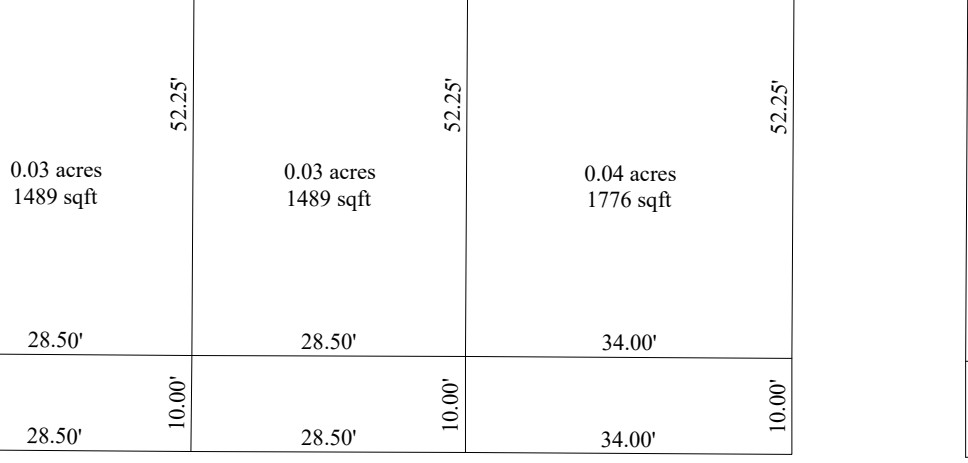 52.25'
52.25'
52.25'
0.03 acres
1489 sqft
0.03 acres
1489 sqft
0.04 acres
1776 sqft
28.50'
28.50'
34.00'
10.00'
10.00'
10.00'
28.50'
28.50'
34.00'